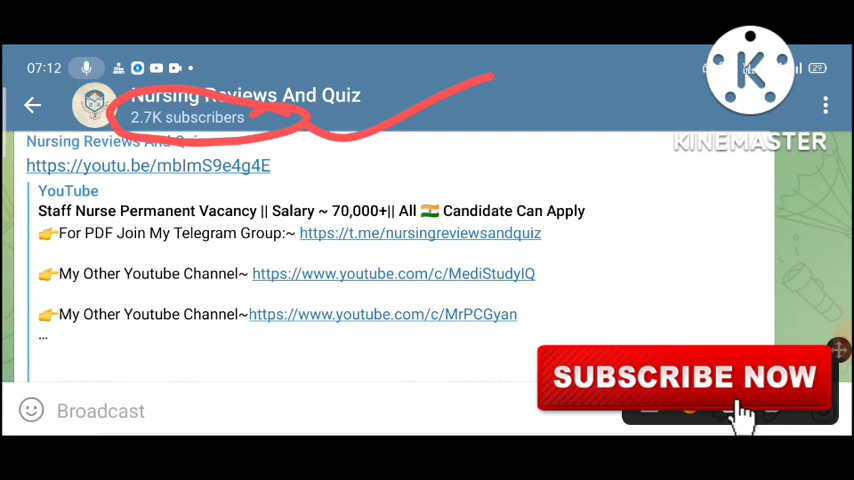 07:12
29
K
KINEMASTER
Nursing Reviews And Quiz
2.7K subscribers
Nursing Reviews And Quiz
https://youtu.be/mbImS9e4g4E
YouTube
Staff Nurse Permanent Vacancy || Salary ~ 70,000+|| All 🇮🇳 Candidate Can Apply
👉For PDF Join My Telegram Group:~ https://t.me/nursingreviewsandquiz
👉My Other Youtube Channel~ https://www.youtube.com/c/MediStudyIQ
👉My Other Youtube Channel~https://www.youtube.com/c/MrPCGyan
...
SUBSCRIBE NOW
Broadcast